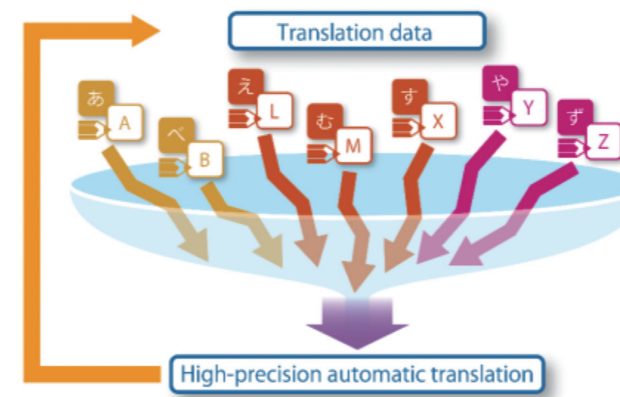 Translation data
あ
A
べ
B
え
L
む
M
す
X
や
Y
ず
Z
High-precision automatic translation